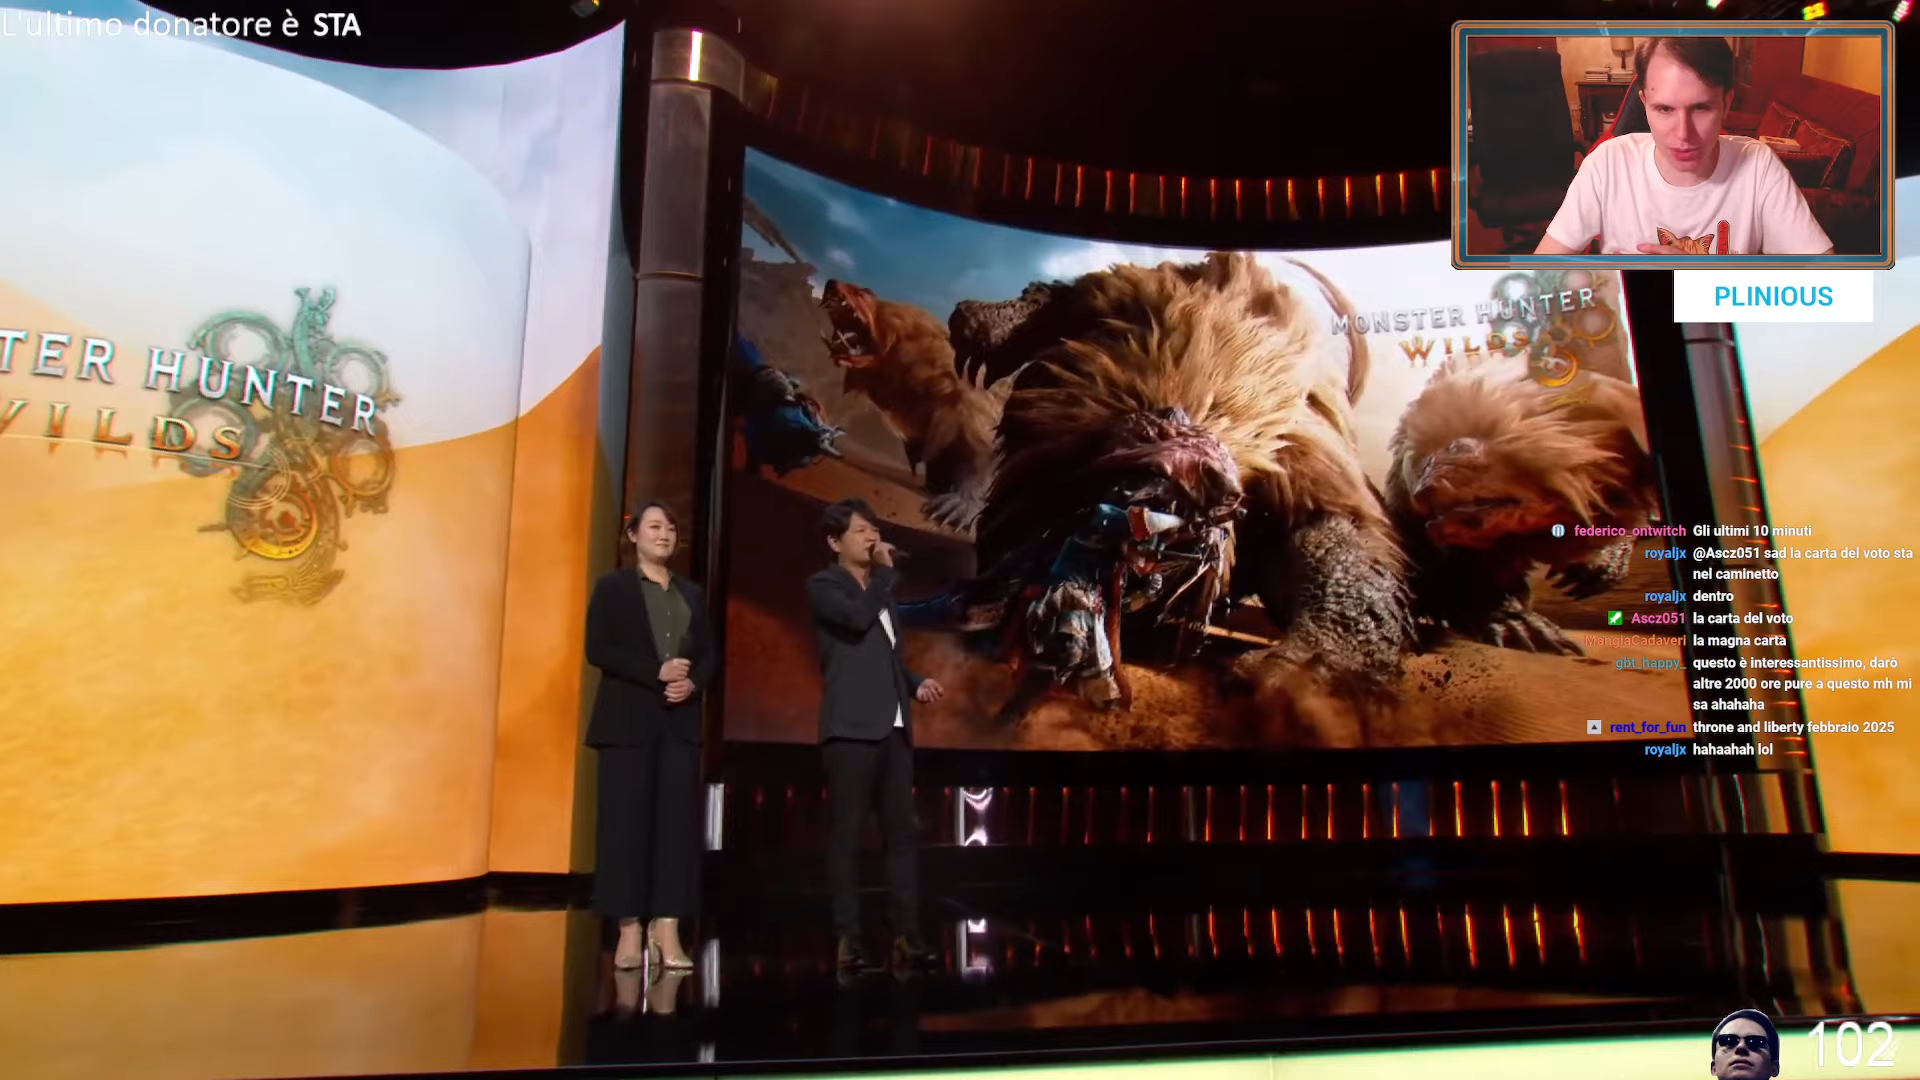 L'ultimo donatore è STA
TER HUNTER
WILDS
MONSTER HUNTER
WILDS
PLINIOUS
federico_ontwitch Gli ultimi 10 minuti
royaljx @Ascz051 sad la carta del voto sta
nel caminetto
royaljx dentro
Ascz051 la carta del voto
MangiaCadaveri la magna carta
gbt_happy_ questo è interessantissimo, darò
altre 2000 ore pure a questo mh mi
sa ahahaha
rent_for_fun throne and liberty febbraio 2025
royaljx hahaahah lol
102